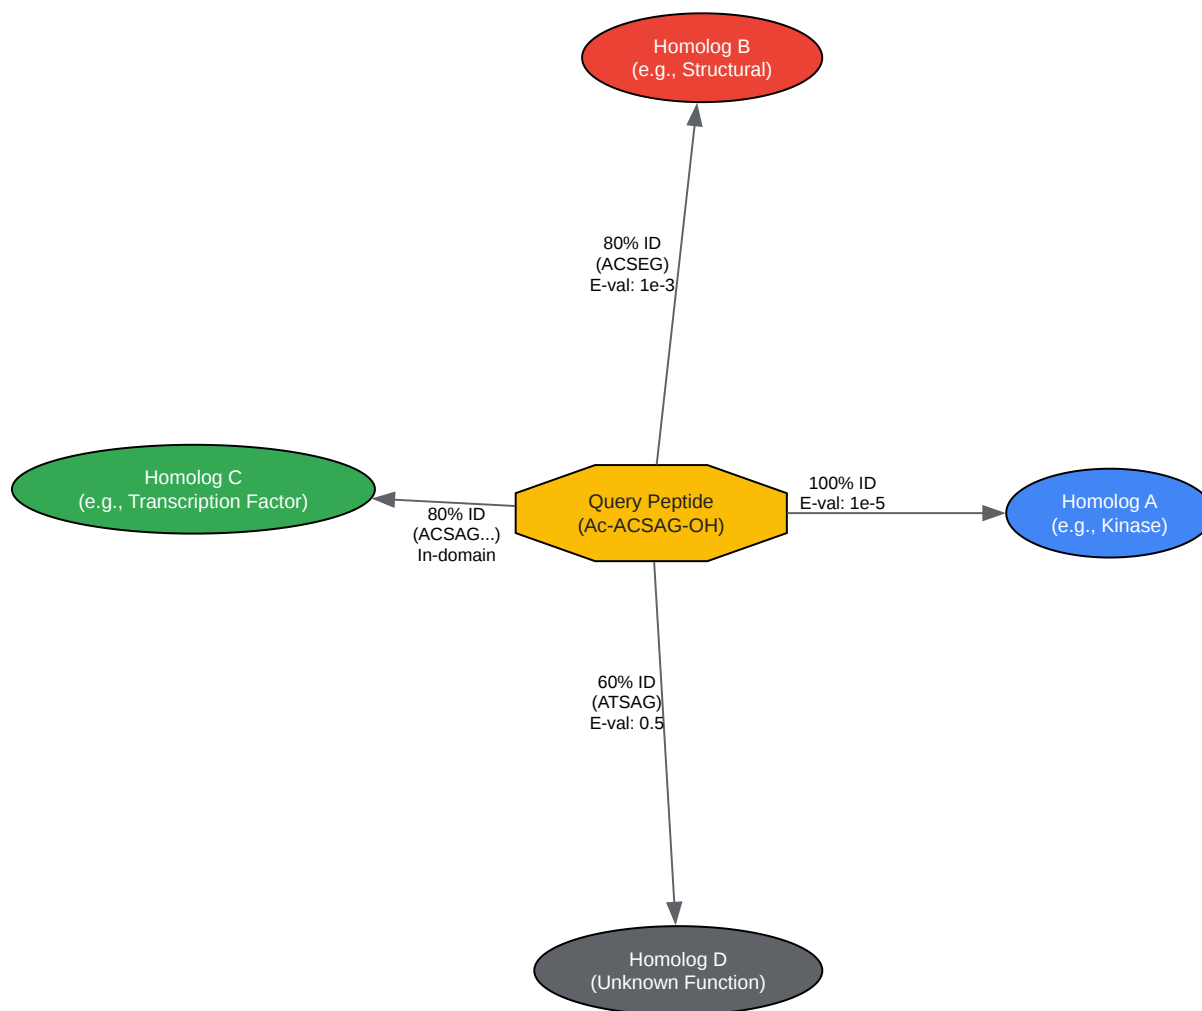 Homolog B
(e.g., Structural)
80% ID
(ACSEG)
E-val: 1e-3
Homolog C
(e.g., Transcription Factor)
80% ID
(ACSAG...)
In-domain
Query Peptide
(Ac-ACSAG-OH)
100% ID
E-val: 1e-5
Homolog A
(e.g., Kinase)
60% ID
(ATSAG)
E-val: 0.5
Homolog D
(Unknown Function)